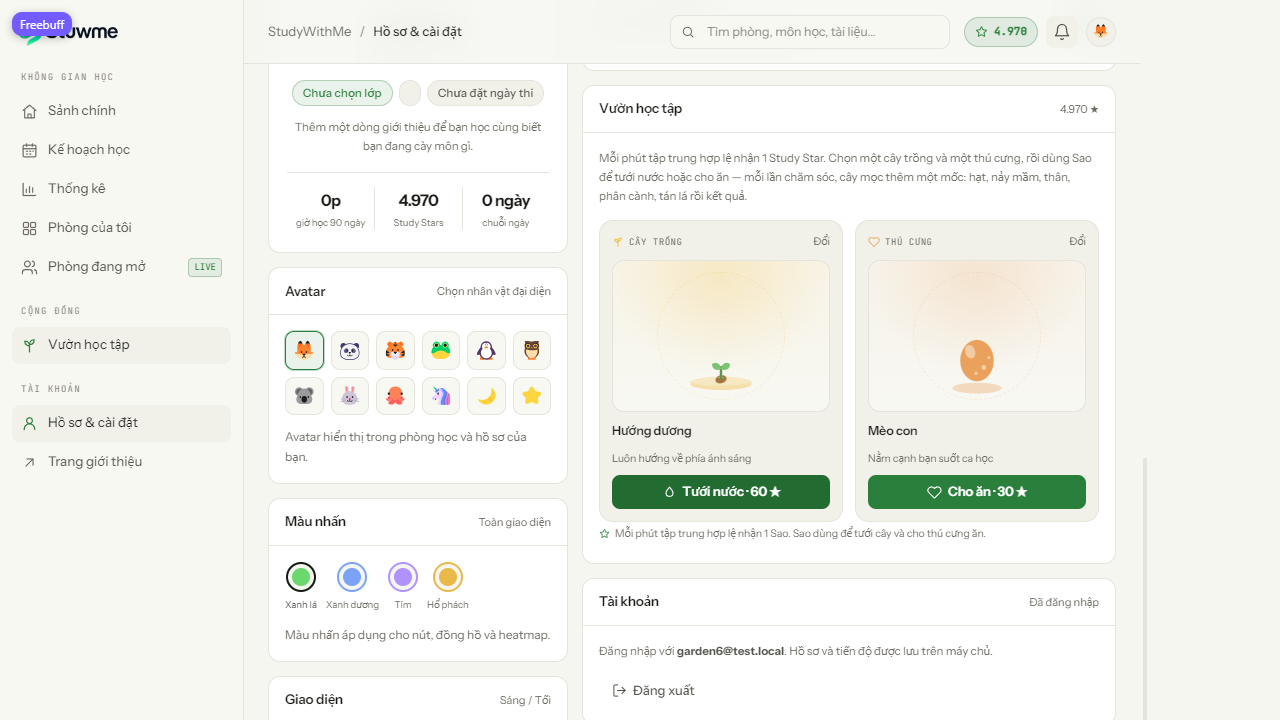 Freebuff
Stuwme
KHÔNG GIAN HỌC
Sảnh chính
Kế hoạch học
Thống kê
Phòng của tôi
Phòng đang mở
LIVE
CỘNG ĐỒNG
Vườn học tập
TÀI KHOẢN
Hồ sơ & cài đặt
Trang giới thiệu
StudyWithMe / Hồ sơ & cài đặt
Tìm phòng, môn học, tài liệu...
4.970
Chưa chọn lớp
Chưa đặt ngày thi
Thêm một dòng giới thiệu để bạn học cùng biết
bạn đang cày môn gì.
0p
giờ học 90 ngày
4.970
Study Stars
0 ngày
chuỗi ngày
Avatar
Chọn nhân vật đại diện
Avatar hiển thị trong phòng học và hồ sơ của
bạn.
Màu nhấn
Toàn giao diện
Xanh lá
Xanh dương
Tím
Hổ phách
Màu nhấn áp dụng cho nút, đồng hồ và heatmap.
Giao diện
Sáng / Tối
Vườn học tập
4.970 ★
Mỗi phút tập trung hợp lệ nhận 1 Study Star. Chọn một cây trồng và một thú cưng, rồi dùng Sao
để tưới nước hoặc cho ăn — mỗi lần chăm sóc, cây mọc thêm một mốc: hạt, nảy mầm, thân,
phân cành, tán lá rồi kết quả.
CÂY TRỒNG
Đổi
Hướng dương
Luôn hướng về phía ánh sáng
Tưới nước · 60 ★
THÚ CƯNG
Đổi
Mèo con
Nằm cạnh bạn suốt ca học
Cho ăn · 30 ★
Mỗi phút tập trung hợp lệ nhận 1 Sao. Sao dùng để tưới cây và cho thú cưng ăn.
Tài khoản
Đã đăng nhập
Đăng nhập với garden6@test.local. Hồ sơ và tiến độ được lưu trên máy chủ.
Đăng xuất